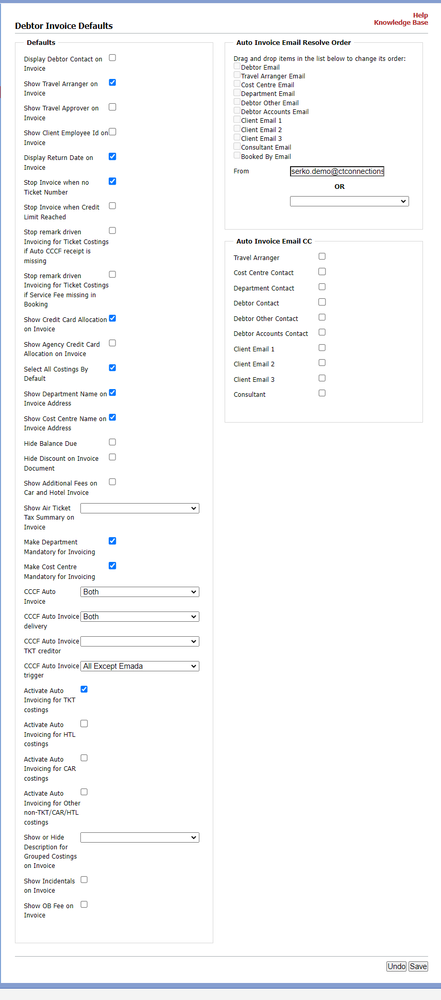 Help
Knowledge Base
Debtor Invoice Defaults
Defaults
Display Debtor Contact on
Invoice
Show Travel Arranger on
Invoice
Show Travel Approver on
Invoice
Show Client Employee Id on
Invoice
Display Return Date on
Invoice
Stop Invoice when no
Ticket Number
Stop Invoice when Credit
Limit Reached
Stop remark driven
Invoicing for Ticket Costings
if Auto CCCF receipt is
missing
Stop remark driven
Invoicing for Ticket Costings
if Service Fee missing in
Booking
Show Credit Card Allocation
on Invoice
Show Agency Credit Card
Allocation on Invoice
Select All Costings By
Default
Show Department Name on
Invoice Address
Show Cost Centre Name on
Invoice Address
Hide Balance Due
Hide Discount on Invoice
Document
Show Additional Fees on
Car and Hotel Invoice
Show Air Ticket
Tax Summary on
Invoice
Make Department
Mandatory for Invoicing
Make Cost Centre
Mandatory for Invoicing
CCCF Auto
Invoice
Both
CCCF Auto Invoice
delivery
Both
CCCF Auto Invoice
TKT creditor
CCCF Auto Invoice
trigger
All Except Emada
Activate Auto
Invoicing for TKT
costings
Activate Auto
Invoicing for HTL
costings
Activate Auto
Invoicing for CAR
costings
Activate Auto
Invoicing for Other
non-TKT/CAR/HTL
costings
Show or Hide
Description for
Grouped Costings
on Invoice
Show Incidentals
on Invoice
Show OB Fee on
Invoice
Auto Invoice Email Resolve Order
Drag and drop items in the list below to change its order:
Debtor Email
Travel Arranger Email
Cost Centre Email
Department Email
Debtor Other Email
Debtor Accounts Email
Client Email 1
Client Email 2
Client Email 3
Consultant Email
Booked By Email
From
serko.demo@ctconnections
OR
Auto Invoice Email CC
Travel Arranger
Cost Centre Contact
Department Contact
Debtor Contact
Debtor Other Contact
Debtor Accounts Contact
Client Email 1
Client Email 2
Client Email 3
Consultant
Undo
Save